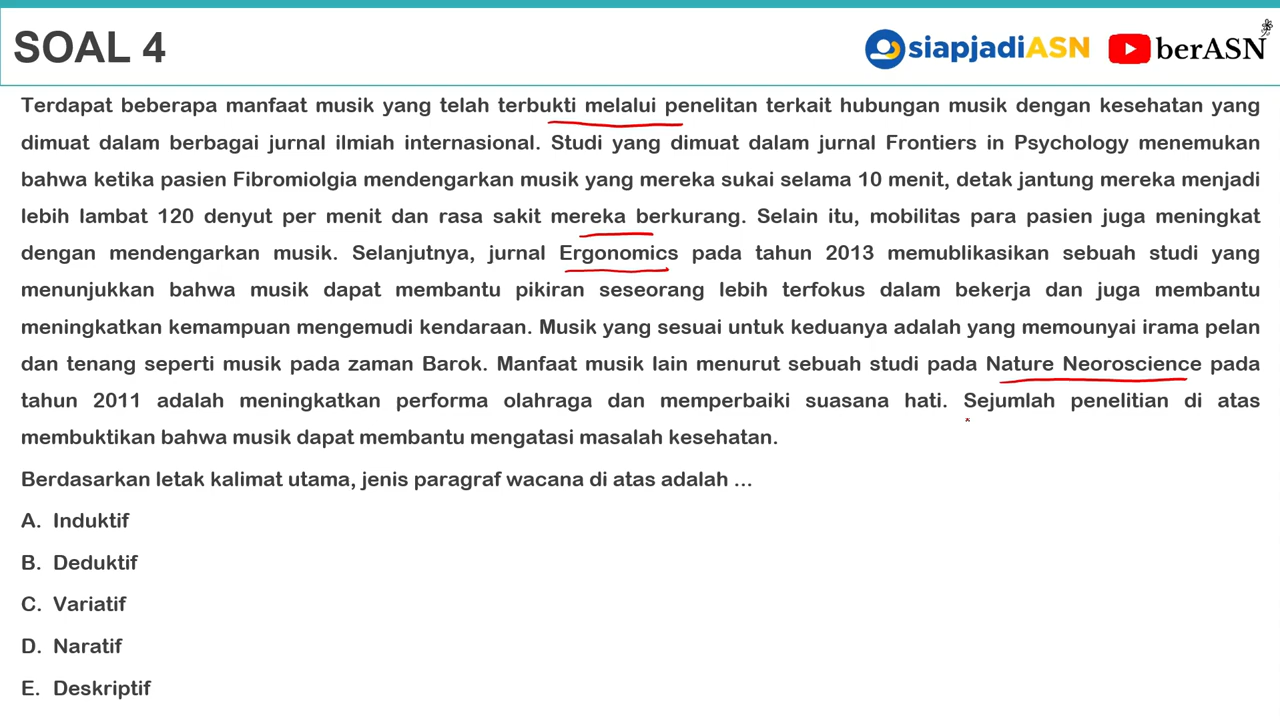 SOAL 4
siapjadiASN
berASN
Terdapat beberapa manfaat musik yang telah terbukti melalui penelitan terkait hubungan musik dengan kesehatan yang
dimuat dalam berbagai jurnal ilmiah internasional. Studi yang dimuat dalam jurnal Frontiers in Psychology menemukan
bahwa ketika pasien Fibromiolgia mendengarkan musik yang mereka sukai selama 10 menit, detak jantung mereka menjadi
lebih lambat 120 denyut per menit dan rasa sakit mereka berkurang. Selain itu, mobilitas para pasien juga meningkat
dengan mendengarkan musik. Selanjutnya, jurnal Ergonomics pada tahun 2013 memublikasikan sebuah studi yang
menunjukkan bahwa musik dapat membantu pikiran seseorang lebih terfokus dalam bekerja dan juga membantu
meningkatkan kemampuan mengemudi kendaraan. Musik yang sesuai untuk keduanya adalah yang memounyai irama pelan
dan tenang seperti musik pada zaman Barok. Manfaat musik lain menurut sebuah studi pada Nature Neoroscience pada
tahun 2011 adalah meningkatkan performa olahraga dan memperbaiki suasana hati. Sejumlah penelitian di atas
membuktikan bahwa musik dapat membantu mengatasi masalah kesehatan.
Berdasarkan letak kalimat utama, jenis paragraf wacana di atas adalah ...
A. Induktif
B. Deduktif
C. Variatif
D. Naratif
E. Deskriptif